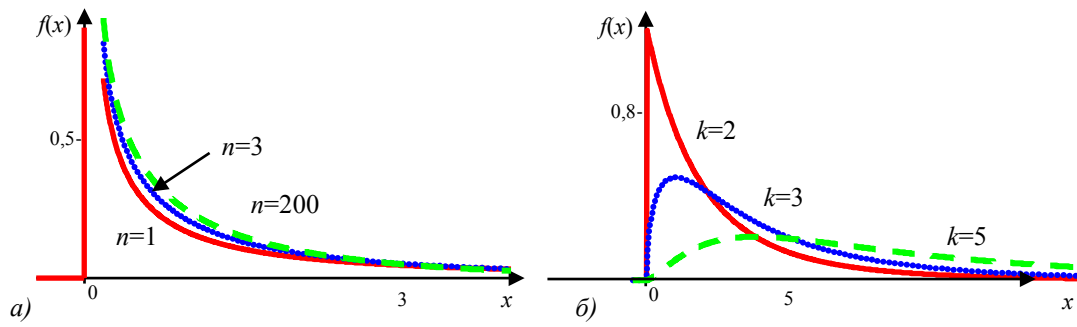 f(x)
0,5-
n=3
n=200
n=1
0
3
x
а)
f(x)
0,8-
k=2
k=3
k=5
0
5
x
б)